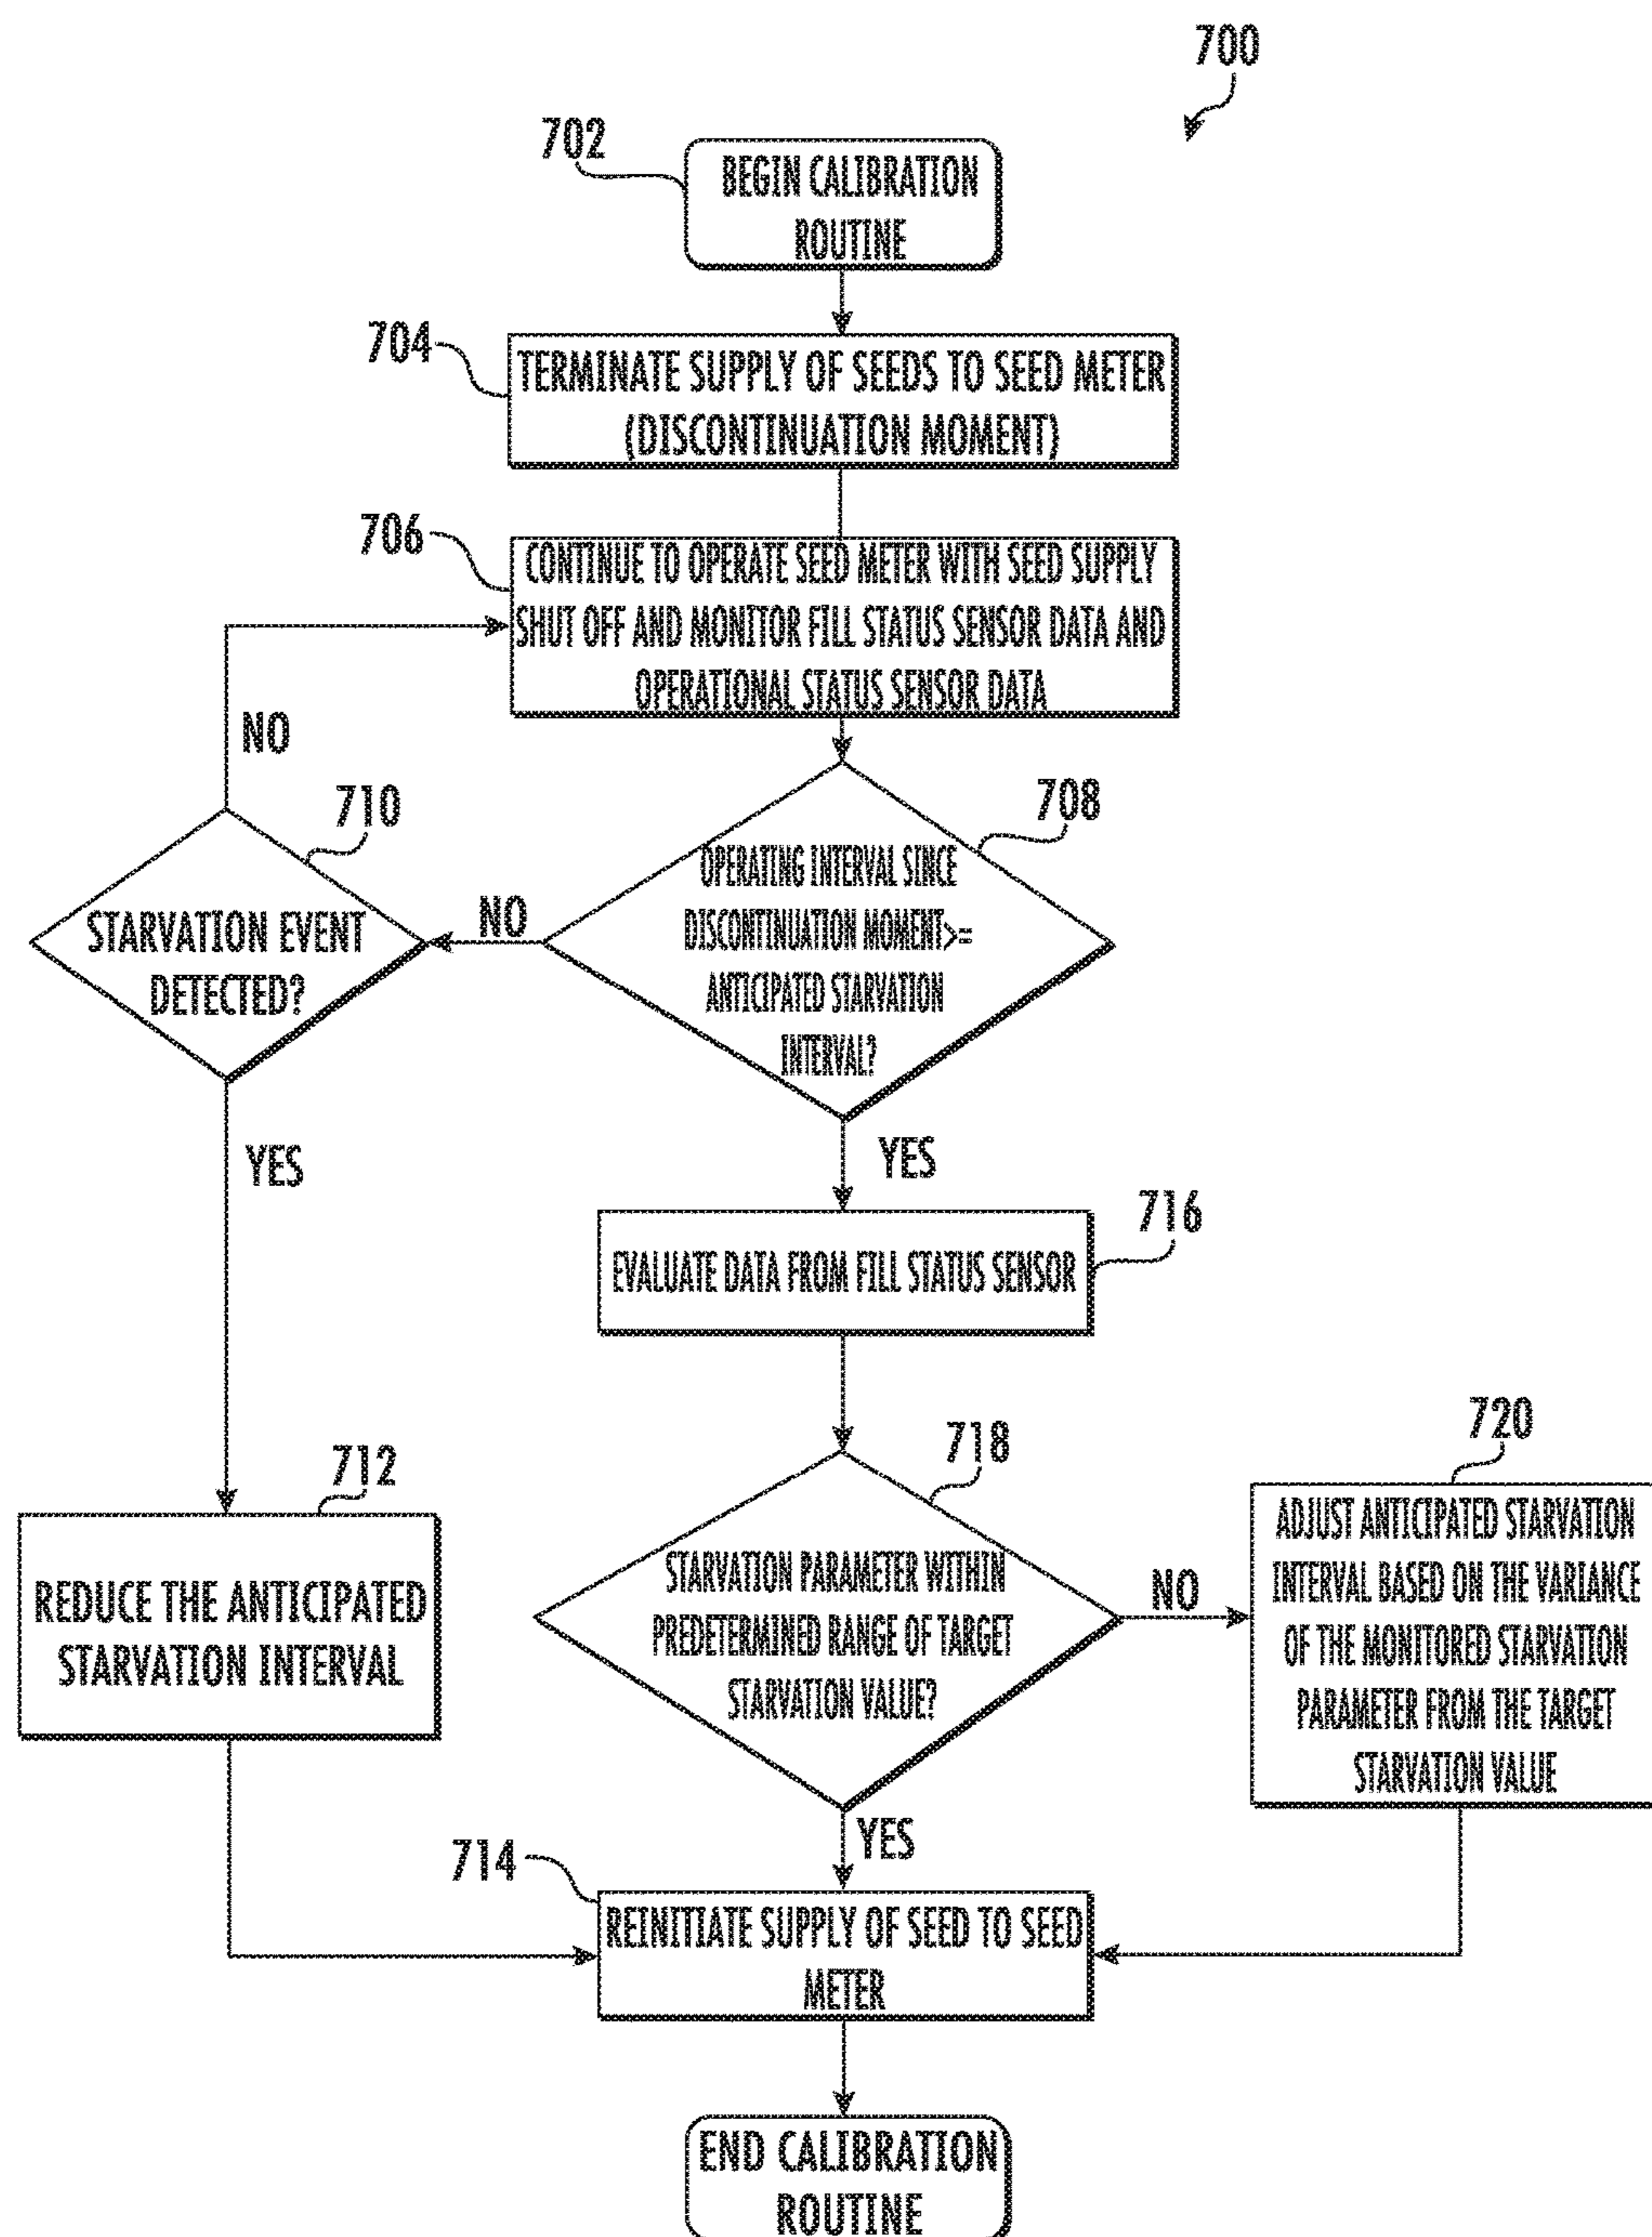 700
702
BEGIN CALIBRATION
ROUTINE
704
TERMINATE SUPPLY OF SEEDS TO SEED METER
(DISCONTINUATION MOMENT)
706
CONTINUE TO OPERATE SEED METER WITH SEED SUPPLY
SHUT OFF AND MONITOR FILL STATUS SENSOR DATA AND
OPERATIONAL STATUS SENSOR DATA
NO
710
STARVATION EVENT
DETECTED?
NO
708
OPERATING INTERVAL SINCE
DISCONTINUATION MOMENT>=
ANTICIPATED STARVATION
INTERVAL?
YES
YES
716
EVALUATE DATA FROM FILL STATUS SENSOR
712
REDUCE THE ANTICIPATED
STARVATION INTERVAL
718
STARVATION PARAMETER WITHIN
PREDETERMINED RANGE OF TARGET
STARVATION VALUE?
NO
720
ADJUST ANTICIPATED STARVATION
INTERVAL BASED ON THE VARIANCE
OF THE MONITORED STARVATION
PARAMETER FROM THE TARGET
STARVATION VALUE
YES
714
REINITIATE SUPPLY OF SEED TO SEED
METER
END CALIBRATION
ROUTINE